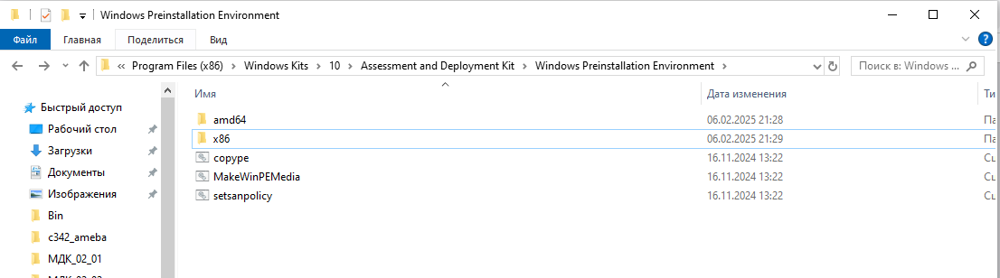 Windows Preinstallation Environment
Файл Главная Поделиться Вид
« Program Files (x86) > Windows Kits > 10 > Assessment and Deployment Kit > Windows Preinstallation Environment > Поиск в: Windows ...
Имя Дата изменения Ти
Быстрый доступ
amd64 06.02.2025 21:28 Па
Рабочий стол
x86 06.02.2025 21:29 Па
Загрузки
copype 16.11.2024 13:22 Сц
Документы
MakeWinPEMedia 16.11.2024 13:22 Сц
Изображения
setsanpolicy 16.11.2024 13:22 Сц
Bin
c342_ameba
МДК_02_01